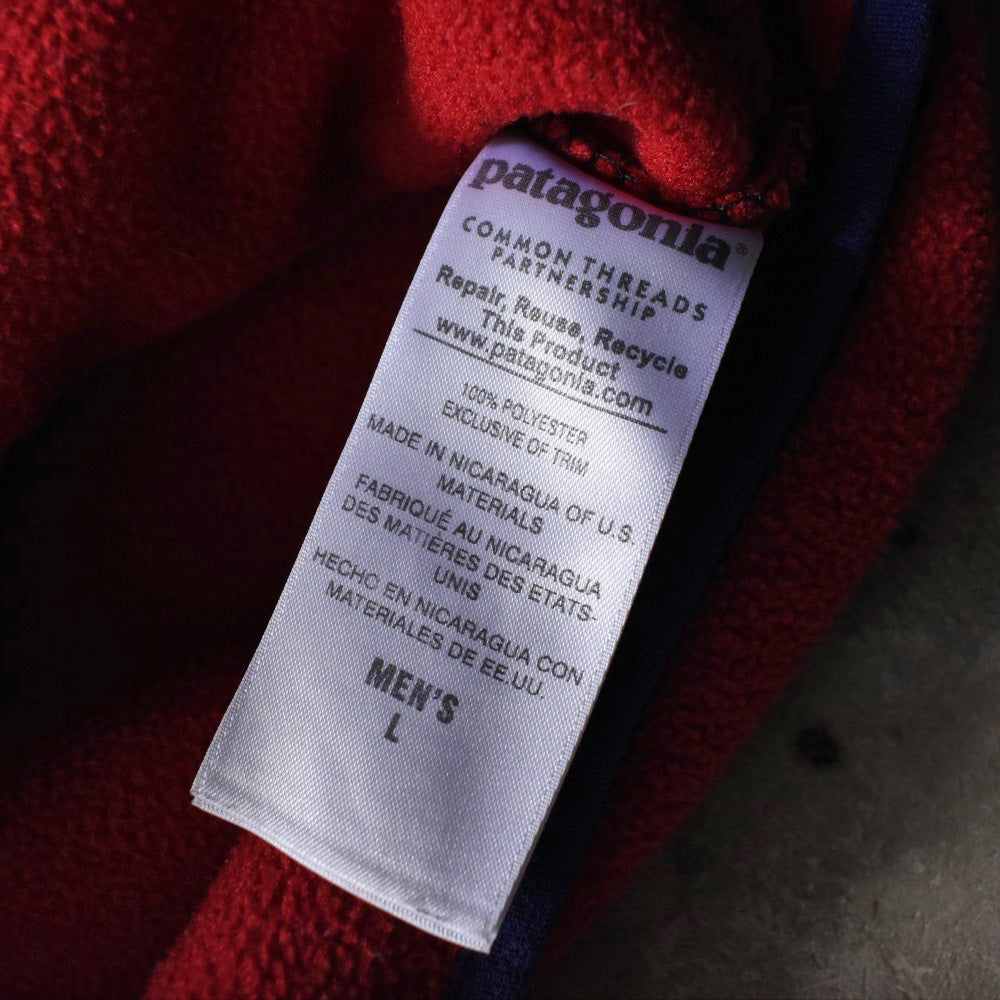 patagonia®
COMMON THREADS
PARTNERSHIP
Repair, Reuse, Recycle
This Product
www.patagonia.com
100% POLYESTER
EXCLUSIVE OF TRIM
MADE IN NICARAGUA OF U.S.
MATERIALS
FABRIQUÉ AU NICARAGUA
DES MATIÈRES DES ETATS-
UNIS
HECHO EN NICARAGUA CON
MATERIALES DE EE.UU.
MEN'S
L